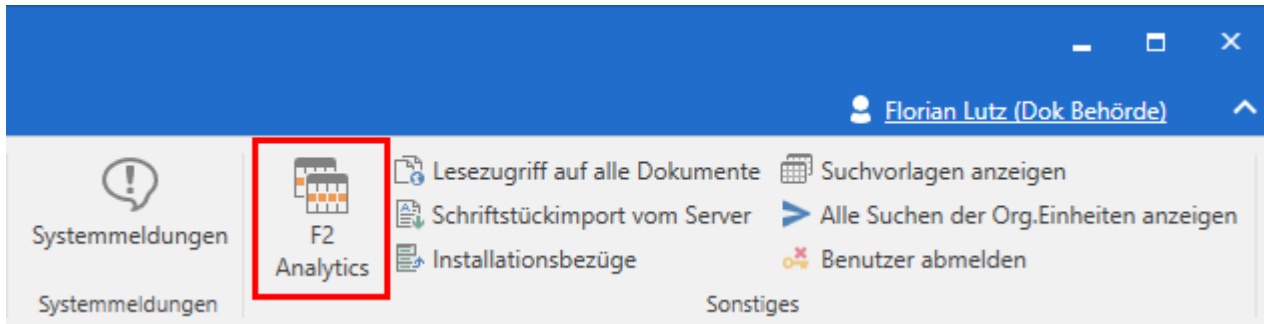 Florian Lutz (Dok Behörde)
Systemmeldungen
Systemmeldungen
F2
Analytics
Lesezugriff auf alle Dokumente
Schriftstückimport vom Server
Installationsbezüge
Suchvorlagen anzeigen
Alle Suchen der Org.Einheiten anzeigen
Benutzer abmelden
Sonstiges